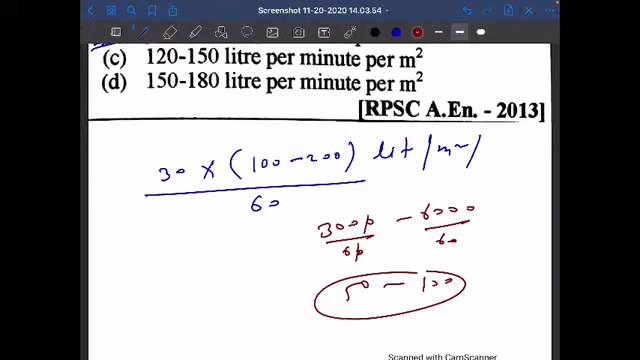 Screenshot 11-20-2020 14.03.54
(c) 120-150 litre per minute per m²
(d) 150-180 litre per minute per m²
[RPSC A.En. - 2013]
30 × (100 - 200) lit /m~/
60
3000 - 6000
60 60
50 - 100
Scanned with CamScanner